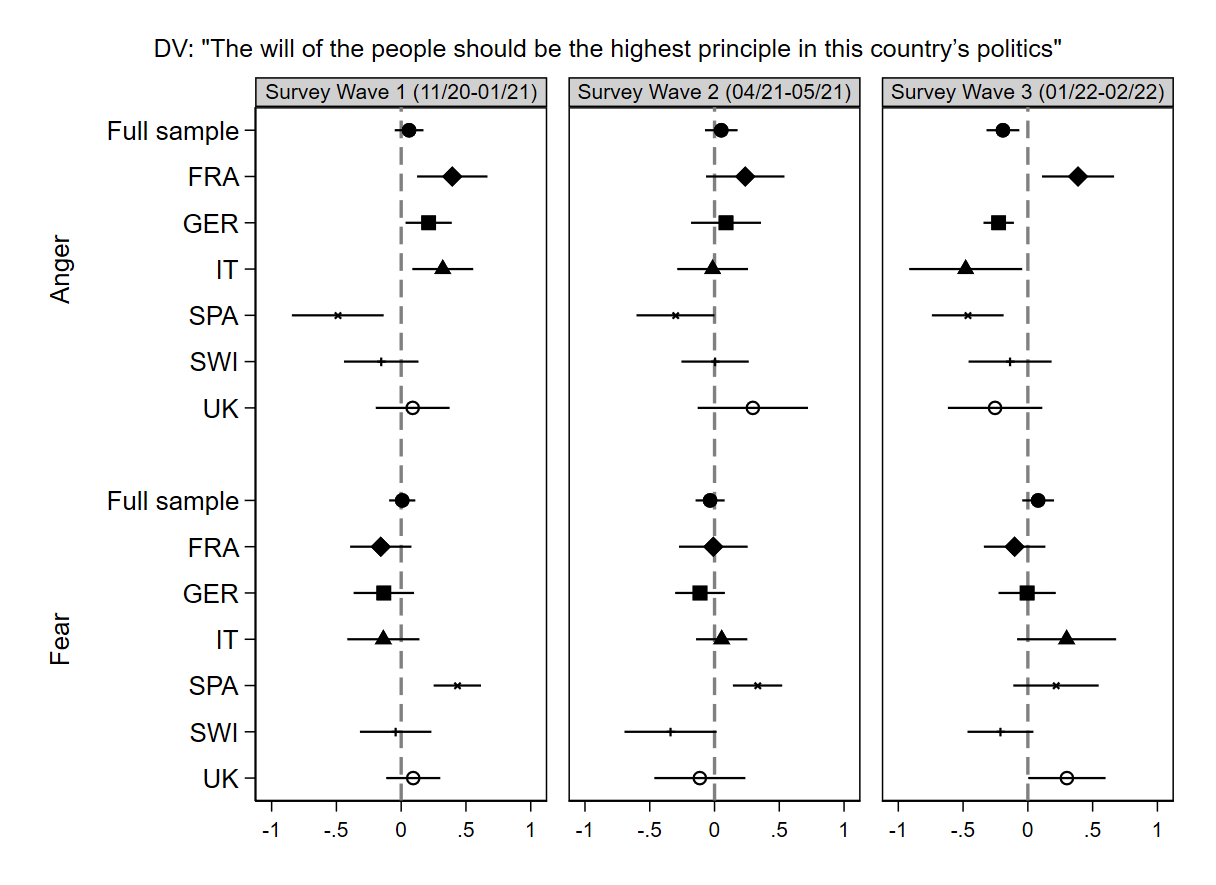 DV: "The will of the people should be the highest principle in this country’s politics"
Survey Wave 1 (11/20-01/21)
Survey Wave 2 (04/21-05/21)
Survey Wave 3 (01/22-02/22)
Anger
Full sample
FRA
GER
IT
SPA
SWI
UK
Fear
Full sample
FRA
GER
IT
SPA
SWI
UK
-1 -.5 0 .5 1
-1 -.5 0 .5 1
-1 -.5 0 .5 1